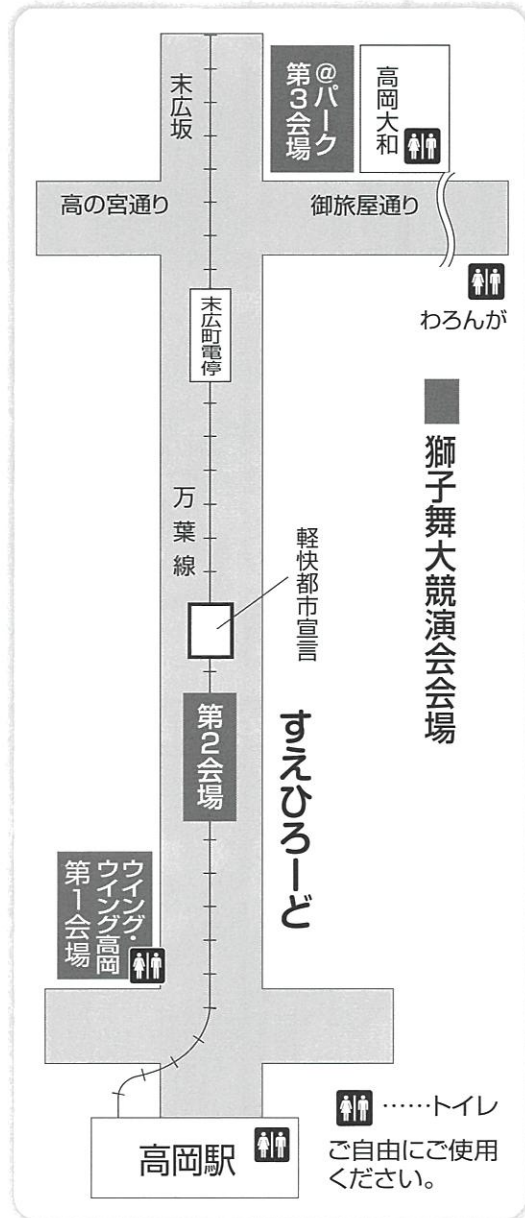 末広坂
@パーク
第3会場
高岡大和
高の宮通り
御旅屋通り
わろんが
末広町電停
獅子舞大競演会会場
万葉線
軽快都市宣言
第2会場
すえひろーど
ウイング・
ウイング高岡
第1会場
高岡駅
……トイレ
ご自由にご使用
ください。